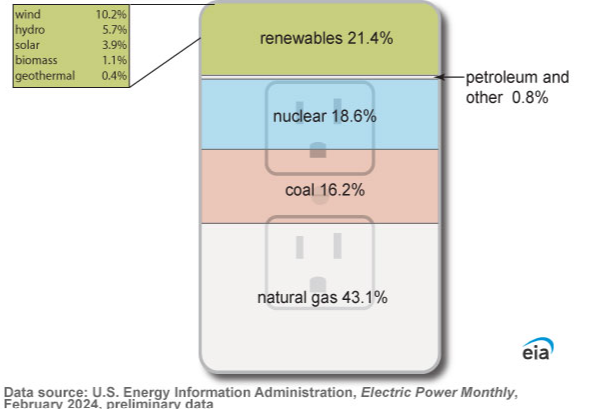 wind 10.2%
hydro 5.7%
solar 3.9%
biomass 1.1%
geothermal 0.4%
renewables 21.4%
petroleum and
other 0.8%
nuclear 18.6%
coal 16.2%
natural gas 43.1%
eia
Data source: U.S. Energy Information Administration, Electric Power Monthly,
February 2024, preliminary data